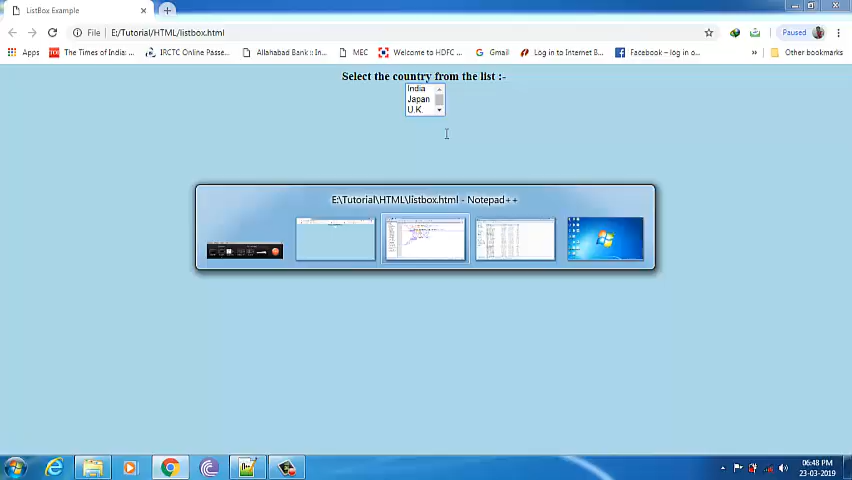 ListBox Example
File
E:/Tutorial/HTML/listbox.html
Paused
Apps
TOI
The Times of India:...
IRCTC Online Passe...
Allahabad Bank :: In...
MEC
Welcome to HDFC ...
Gmail
Log in to Internet B...
Facebook – log in o...
»
Other bookmarks
Select the country from the list :-
India
Japan
U.K.
E:\Tutorial\HTML\listbox.html - Notepad++
06:48 PM
23-03-2019